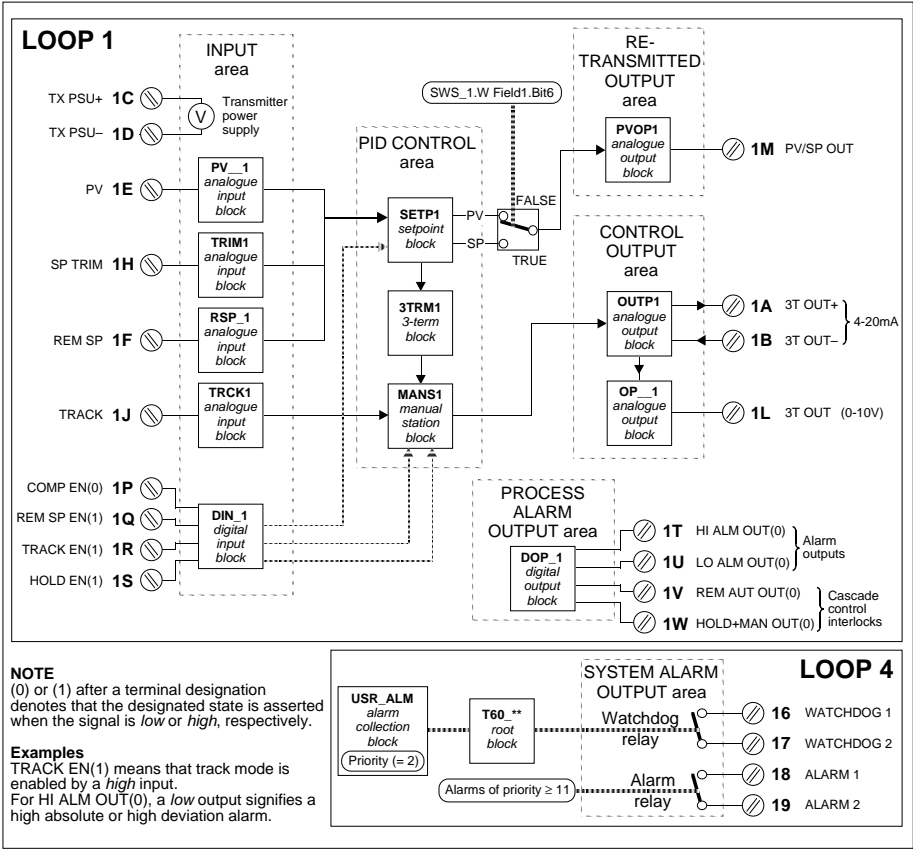 LOOP 1
INPUT
area
TX PSU+ 1C
TX PSU– 1D
V
Transmitter
power
supply
PV 1E
PV__1
analogue
input
block
SP TRIM 1H
TRIM1
analogue
input
block
REM SP 1F
RSP_1
analogue
input
block
TRACK 1J
TRCK1
analogue
input
block
COMP EN(0) 1P
REM SP EN(1) 1Q
TRACK EN(1) 1R
HOLD EN(1) 1S
DIN_1
digital
input
block
PID CONTROL
area
SETP1
setpoint
block
3TRM1
3-term
block
MANS1
manual
station
block
SWS_1.W Field1.Bit6
PV
SP
FALSE
TRUE
RE-
TRANSMITTED
OUTPUT
area
PVOP1
analogue
output
block
1M PV/SP OUT
CONTROL
OUTPUT
area
OUTP1
analogue
output
block
1A 3T OUT+
1B 3T OUT–
4-20mA
OP__1
analogue
output
block
1L 3T OUT (0-10V)
PROCESS
ALARM
OUTPUT area
DOP_1
digital
output
block
1T HI ALM OUT(0)
1U LO ALM OUT(0)
Alarm
outputs
1V REM AUT OUT(0)
1W HOLD+MAN OUT(0)
Cascade
control
interlocks
NOTE
(0) or (1) after a terminal designation
denotes that the designated state is asserted
when the signal is low or high, respectively.
Examples
TRACK EN(1) means that track mode is
enabled by a high input.
For HI ALM OUT(0), a low output signifies a
high absolute or high deviation alarm.
LOOP 4
SYSTEM ALARM
OUTPUT area
USR_ALM
alarm
collection
block
Priority (= 2)
T60_**
root
block
Watchdog
relay
16 WATCHDOG 1
17 WATCHDOG 2
Alarms of priority ≥ 11
Alarm
relay
18 ALARM 1
19 ALARM 2